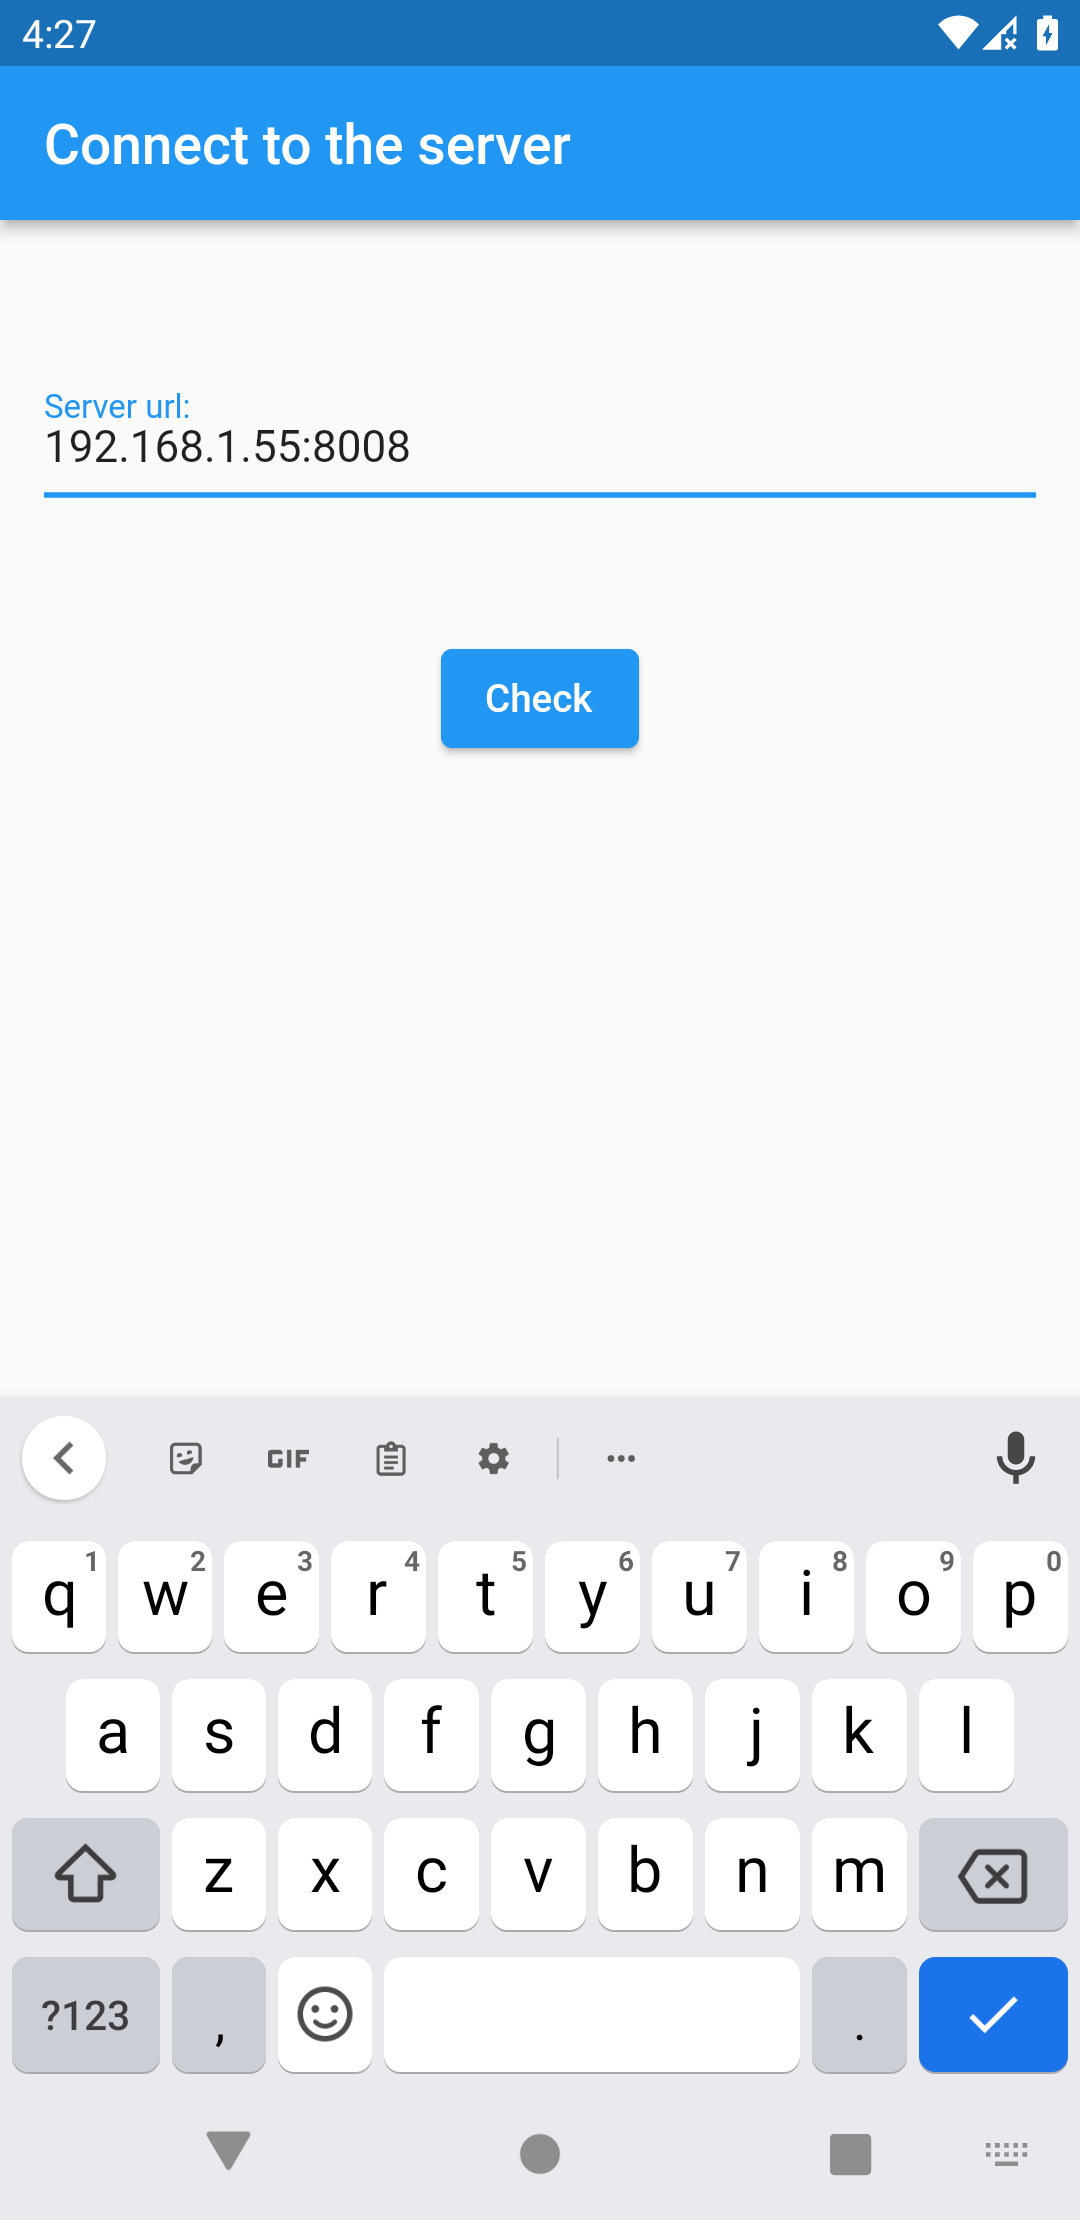 4:27
Connect to the server
Server url:
192.168.1.55:8008
Check
GIF
q 1 w 2 e 3 r 4 t 5 y 6 u 7 i 8 o 9 p 0
a s d f g h j k l
z x c v b n m
?123 , .